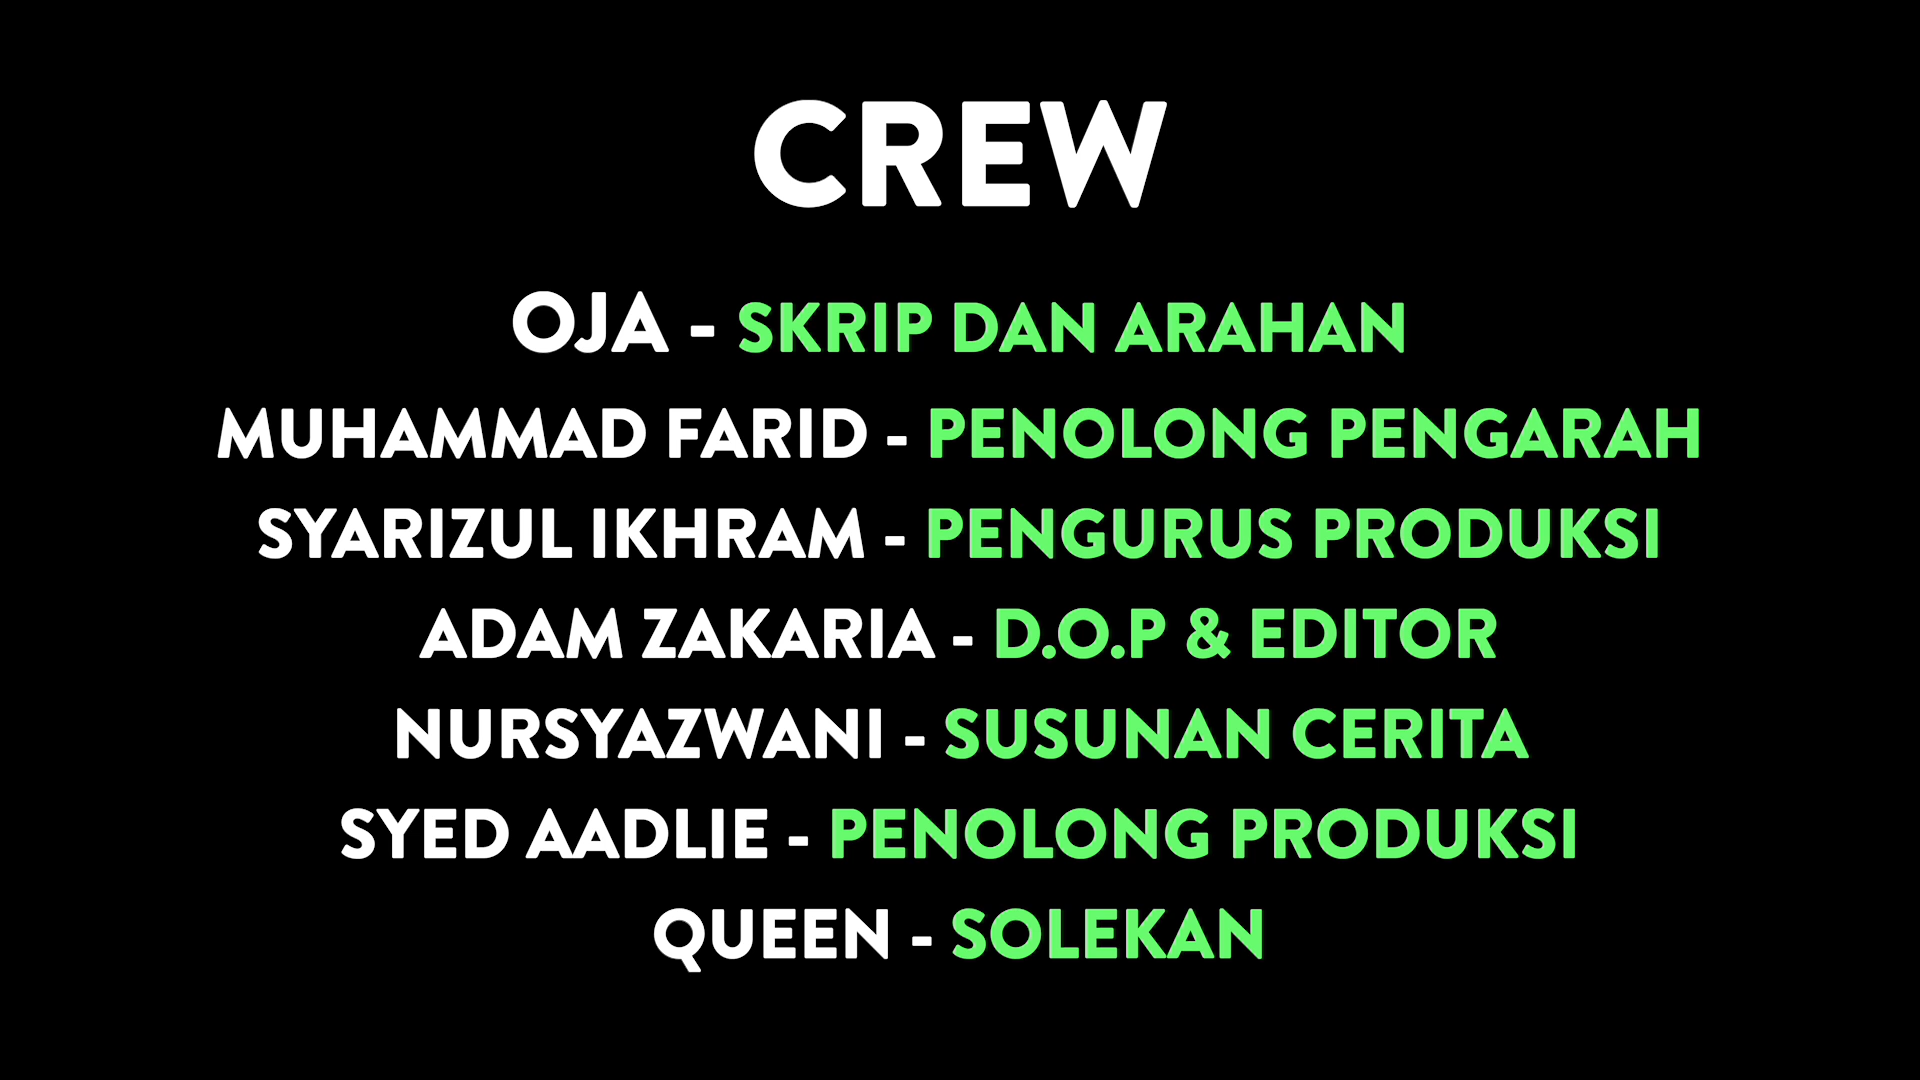 CREW
OJA - SKRIP DAN ARAHAN
MUHAMMAD FARID - PENOLONG PENGARAH
SYARIZUL IKHRAM - PENGURUS PRODUKSI
ADAM ZAKARIA - D.O.P & EDITOR
NURSYAZWANI - SUSUNAN CERITA
SYED AADLIE - PENOLONG PRODUKSI
QUEEN - SOLEKAN